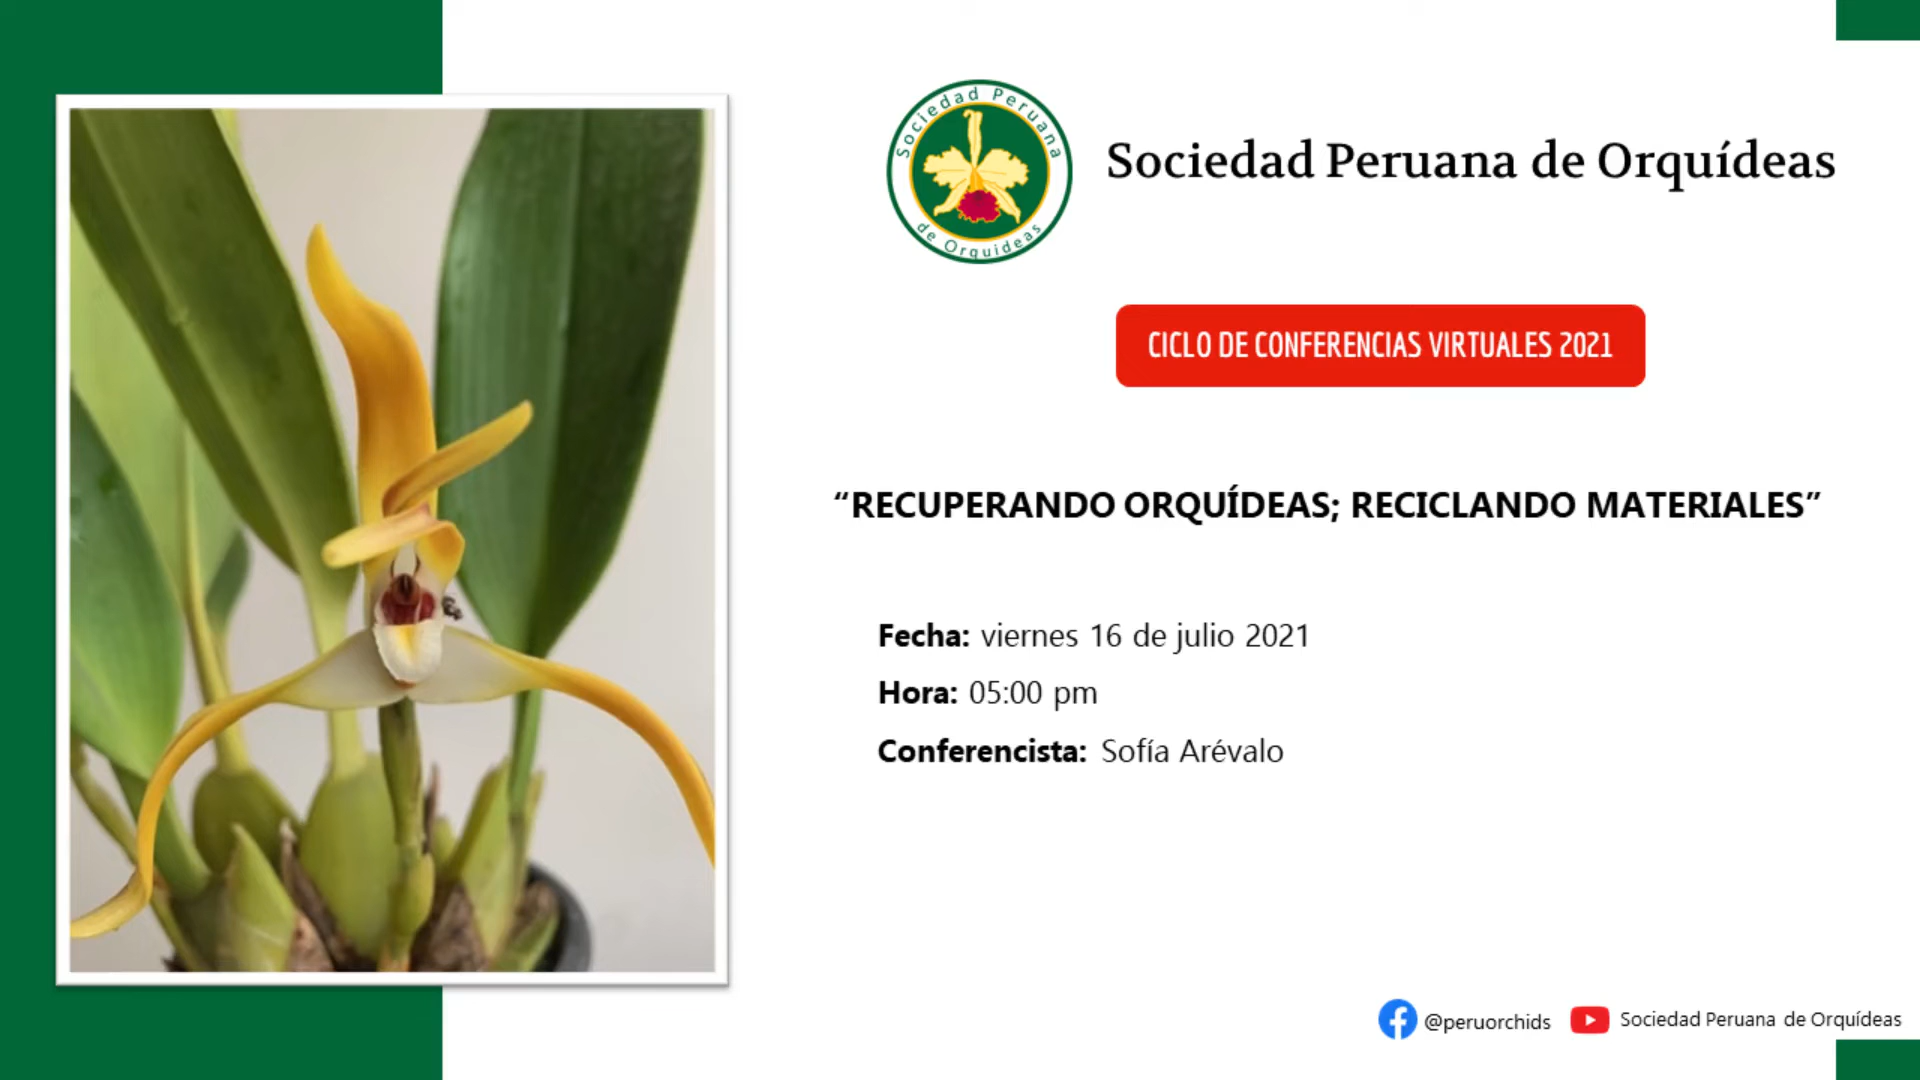 Sociedad Peruana
de Orquideas
Sociedad Peruana de Orquídeas
CICLO DE CONFERENCIAS VIRTUALES 2021
“RECUPERANDO ORQUÍDEAS; RECICLANDO MATERIALES”
Fecha: viernes 16 de julio 2021
Hora: 05:00 pm
Conferencista: Sofía Arévalo
@peruorchids
Sociedad Peruana de Orquídeas